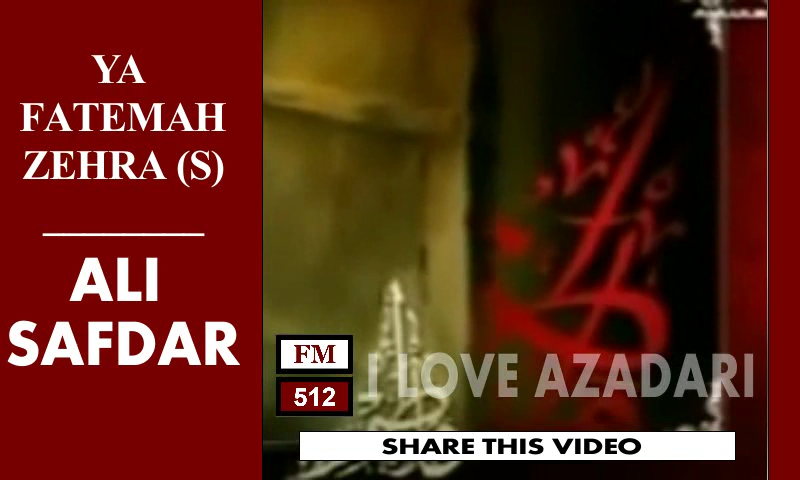 YA
FATEMAH
ZEHRA (S)
ALI
SAFDAR
FM
512
I LOVE AZADARI
SHARE THIS VIDEO